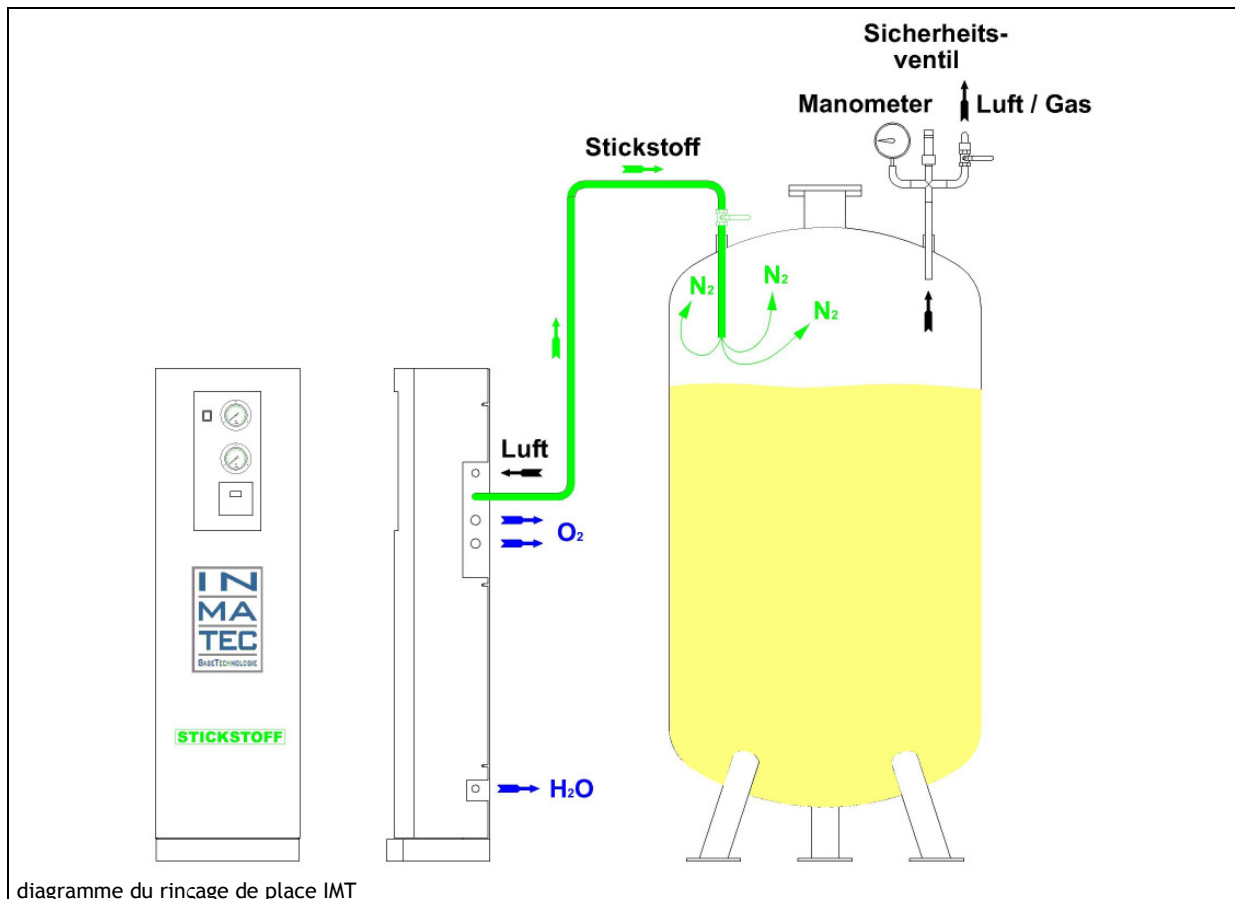 Sicherheits-
ventil
Manometer
Luft / Gas
Stickstoff
N₂
N₂
N₂
Luft
O₂
IN
MA
TEC
BASETECHNOLOGIE
STICKSTOFF
H₂O
diagramme du rinçage de place IMT